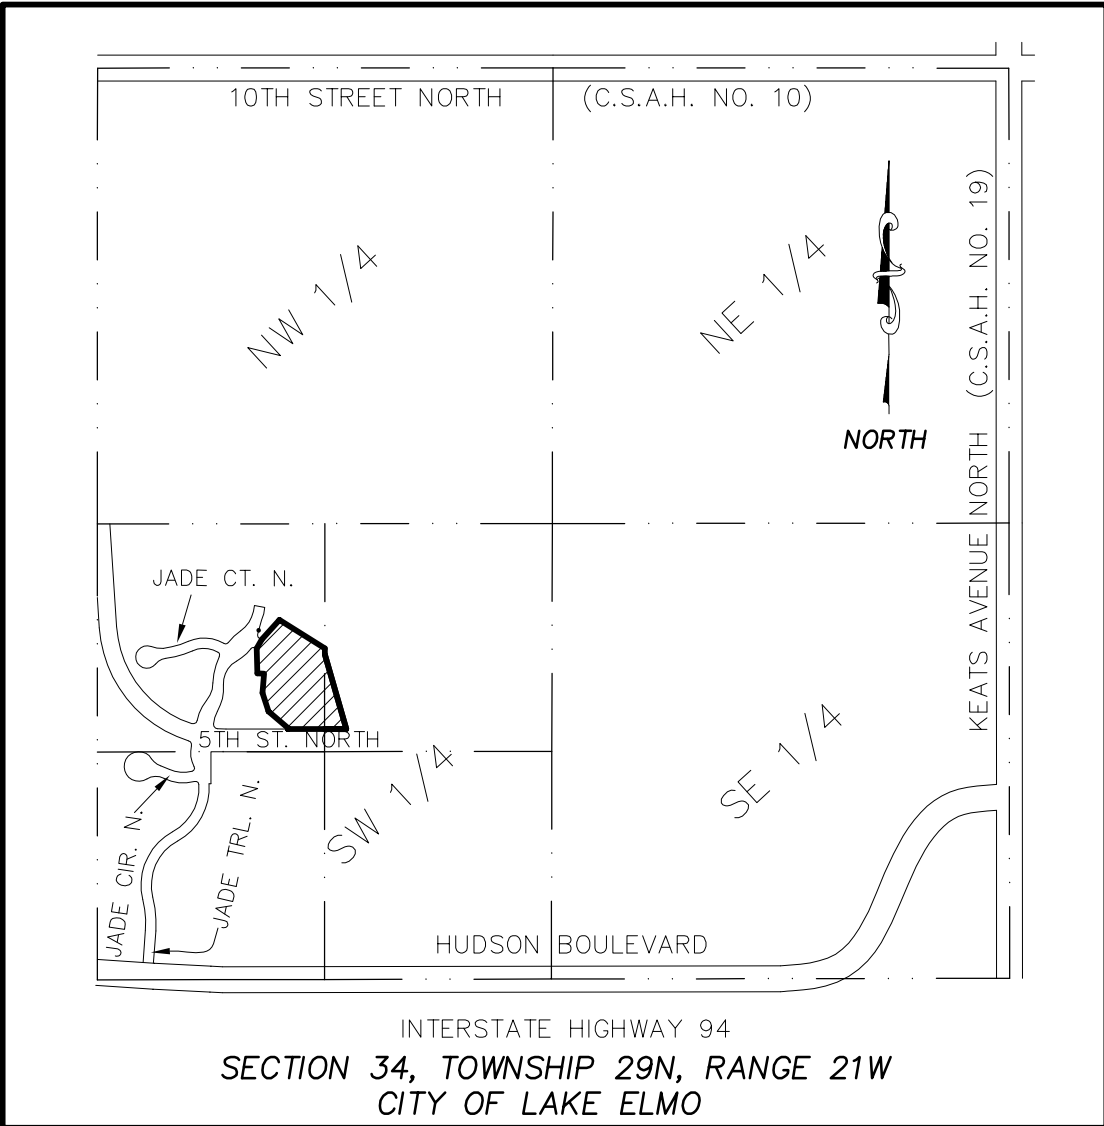 10TH STREET NORTH (C.S.A.H. NO. 10)
NW 1/4
NE 1/4
KEATS AVENUE NORTH (C.S.A.H. NO. 19)
NORTH
JADE CT. N.
5TH ST. NORTH
SW 1/4
SE 1/4
JADE CIR. N.
JADE TRL. N.
HUDSON BOULEVARD
INTERSTATE HIGHWAY 94
SECTION 34, TOWNSHIP 29N, RANGE 21W
CITY OF LAKE ELMO